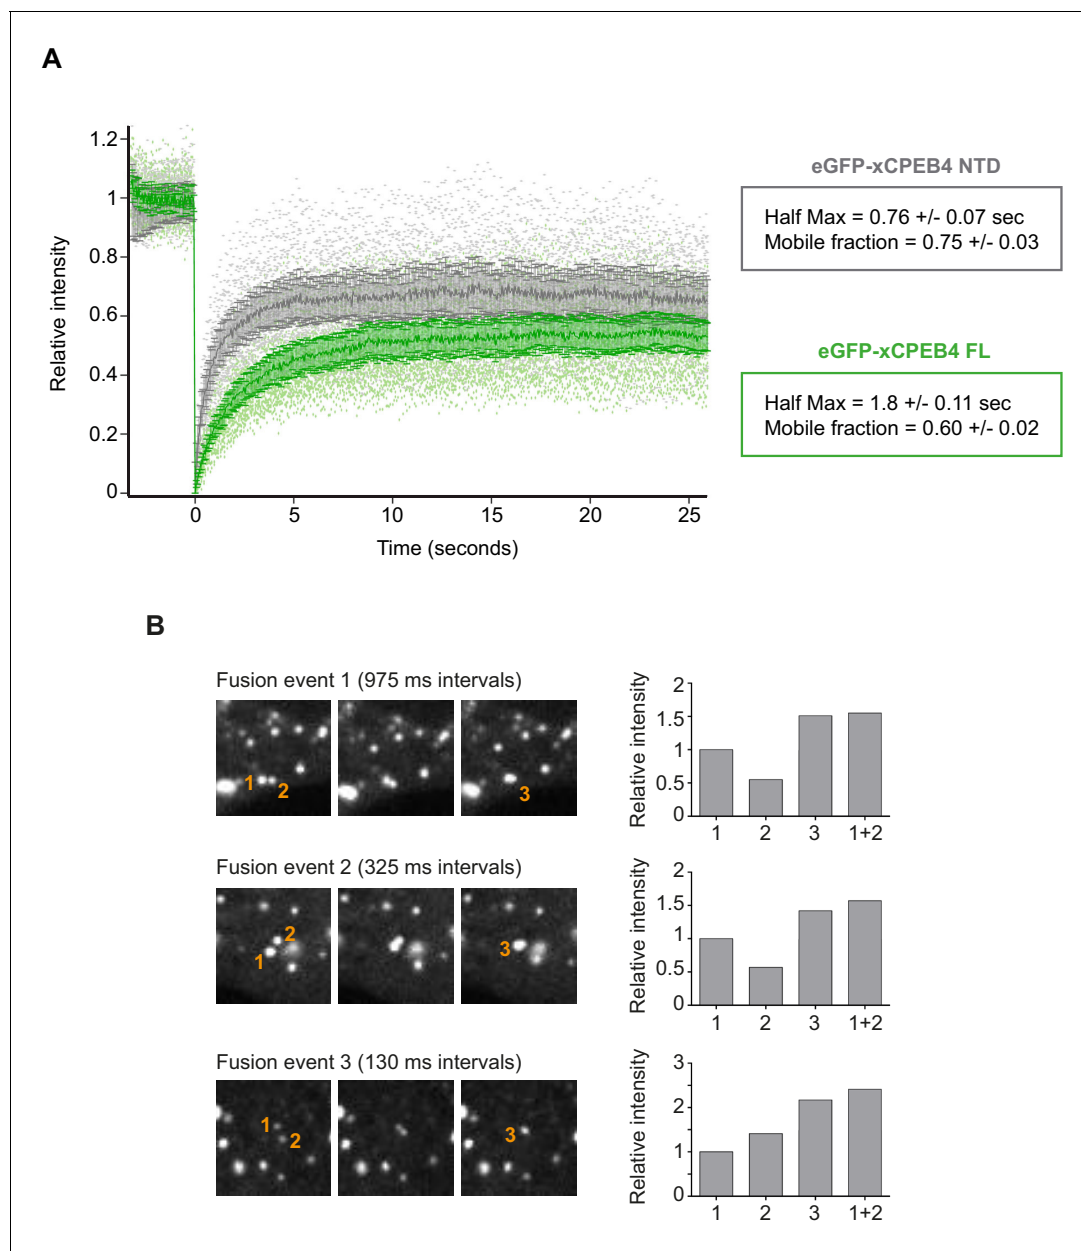 A
Relative intensity
1.2
1
0.8
0.6
0.4
0.2
0
0 5 10 15 20 25
Time (seconds)
eGFP-xCPEB4 NTD
Half Max = 0.76 +/- 0.07 sec
Mobile fraction = 0.75 +/- 0.03
eGFP-xCPEB4 FL
Half Max = 1.8 +/- 0.11 sec
Mobile fraction = 0.60 +/- 0.02
B
Fusion event 1 (975 ms intervals)
1
2
3
Relative intensity
2
1.5
1
0.5
0
1 2 3 1+2
Fusion event 2 (325 ms intervals)
2
1
3
Relative intensity
2
1.5
1
0.5
0
1 2 3 1+2
Fusion event 3 (130 ms intervals)
1
2
3
Relative intensity
3
2
1
0
1 2 3 1+2